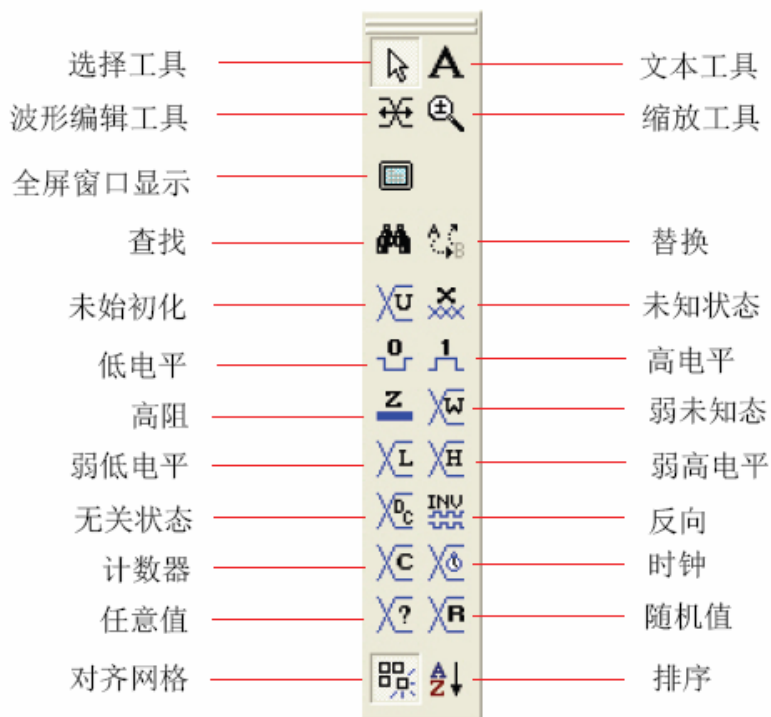 选择工具 A 文本工具
波形编辑工具 缩放工具
全屏窗口显示
查找 A B 替换
未始初化 U X 未知状态
低电平 0 1 高电平
高阻 Z W 弱未知态
弱低电平 L H 弱高电平
无关状态 DC INV 反向
计数器 C 时钟
任意值 ? R 随机值
对齐网格 A Z 排序